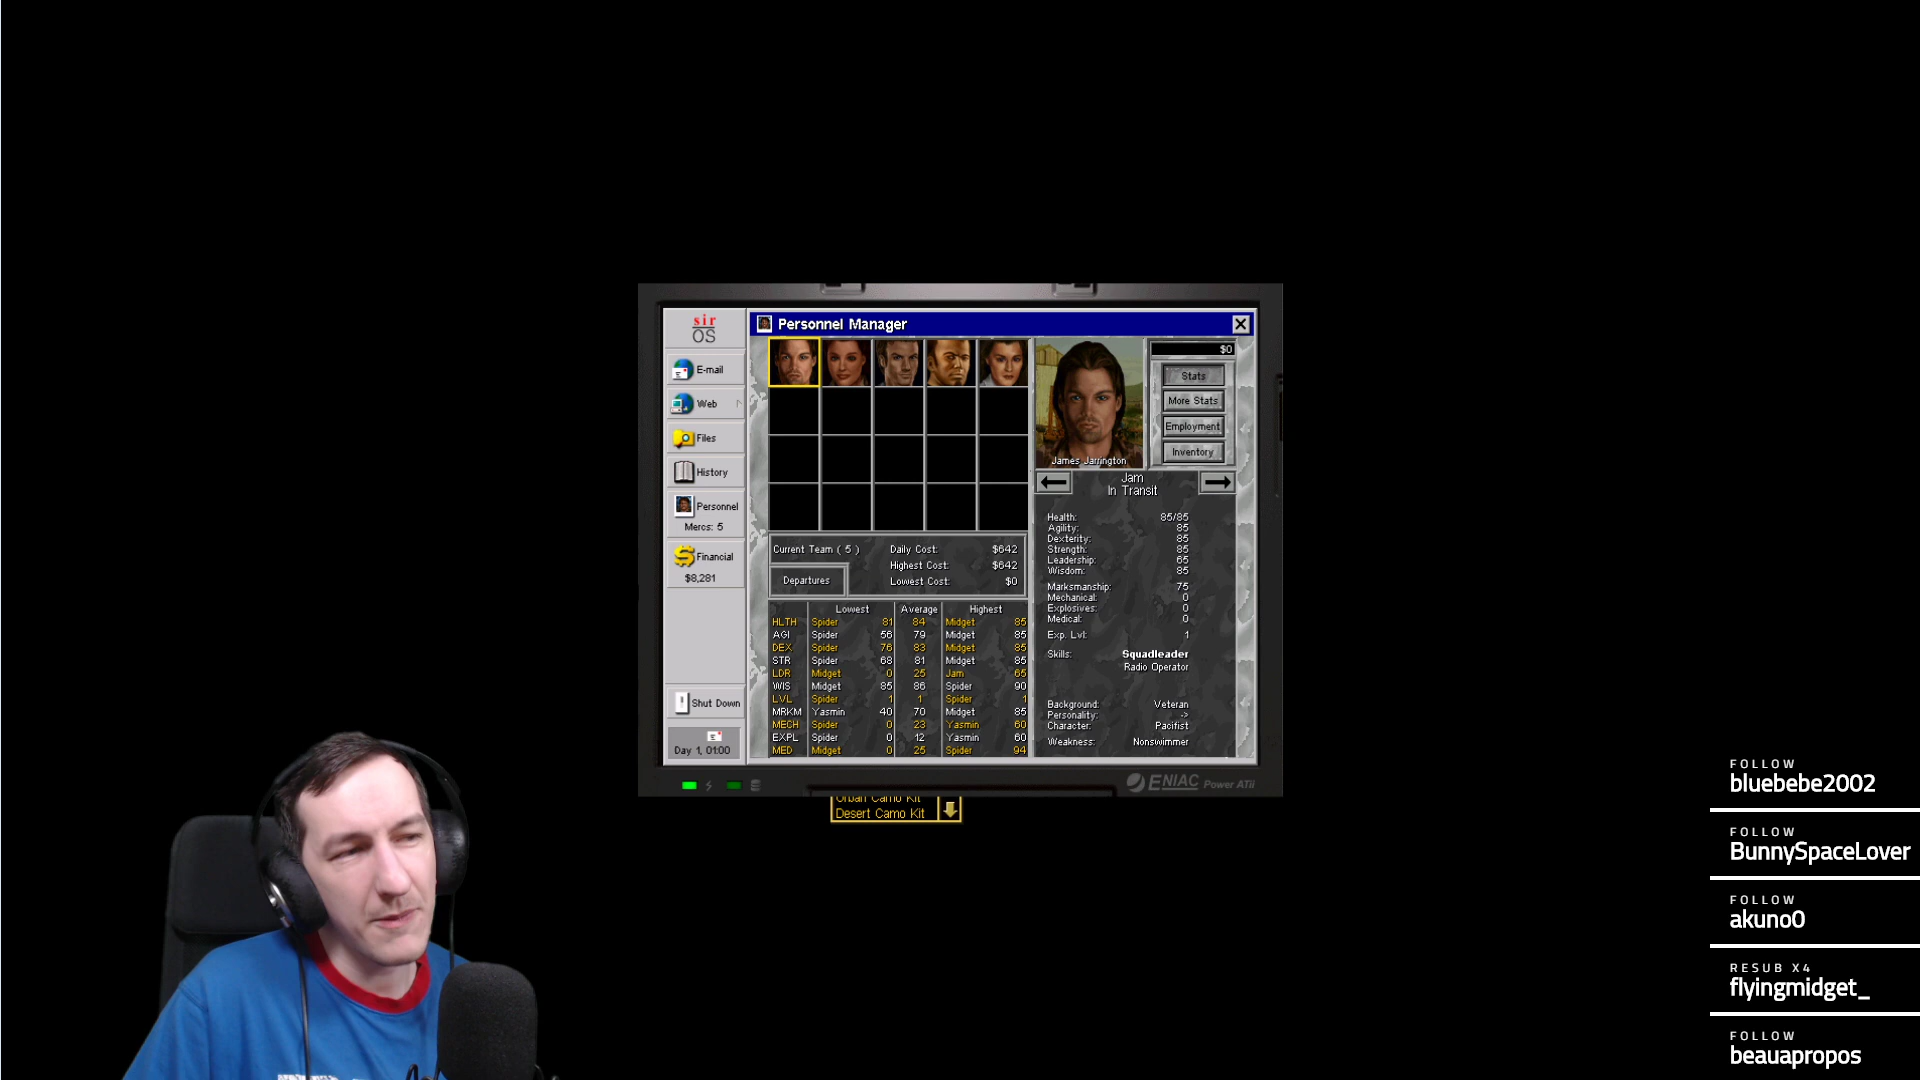 sir
OS
E-mail
Web
Files
History
Personnel
Mercs: 5
Financial
$8,281
Shut Down
Day 1, 01:00
Personnel Manager
James Jarrington
$0
Stats
More Stats
Employment
Inventory
Jam
In Transit
Current Team ( 5 )
Departures
Daily Cost: $642
Highest Cost: $642
Lowest Cost: $0
Lowest Average Highest
HLTH Spider 81 84 Midget 85
AGI Spider 56 79 Midget 85
DEX Spider 76 83 Midget 85
STR Spider 68 81 Midget 85
LDR Midget 0 25 Jam 65
WIS Midget 85 86 Spider 90
LVL Spider 1 1 Spider 1
MRKM Yasmin 40 70 Midget 85
MECH Spider 0 23 Yasmin 60
EXPL Spider 0 12 Yasmin 60
MED Midget 0 25 Spider 94
Health: 85/85
Agility: 85
Dexterity: 85
Strength: 85
Leadership: 65
Wisdom: 85
Marksmanship: 75
Mechanical: 0
Explosives: 0
Medical: 0
Exp. Lvl: 1
Skills: Squadleader
Radio Operator
Background: Veteran
Personality: ->
Character: Pacifist
Weakness: Nonswimmer
ENIAC Power ATii
Urban Camo Kit
Desert Camo Kit
FOLLOW
bluebebe2002
FOLLOW
BunnySpaceLover
FOLLOW
akuno0
RESUB X4
flyingmidget_
FOLLOW
beauapropos